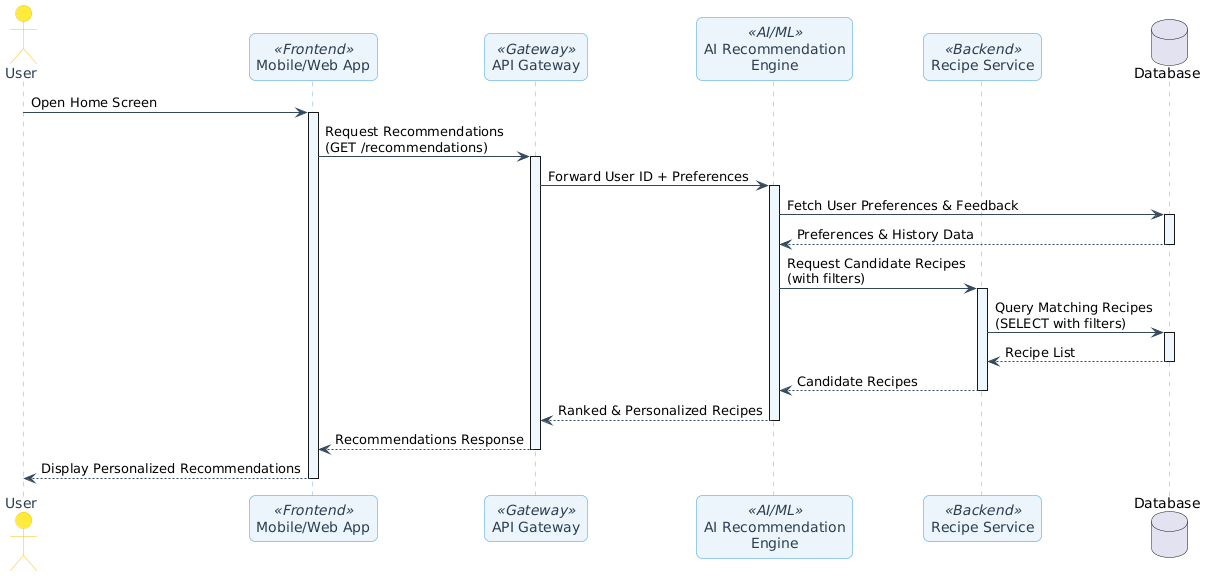 User
«Frontend»
Mobile/Web App
«Gateway»
API Gateway
«AI/ML»
AI Recommendation
Engine
«Backend»
Recipe Service
Database
Open Home Screen
Request Recommendations
(GET /recommendations)
Forward User ID + Preferences
Fetch User Preferences & Feedback
Preferences & History Data
Request Candidate Recipes
(with filters)
Query Matching Recipes
(SELECT with filters)
Recipe List
Candidate Recipes
Ranked & Personalized Recipes
Recommendations Response
Display Personalized Recommendations
User
«Frontend»
Mobile/Web App
«Gateway»
API Gateway
«AI/ML»
AI Recommendation
Engine
«Backend»
Recipe Service
Database